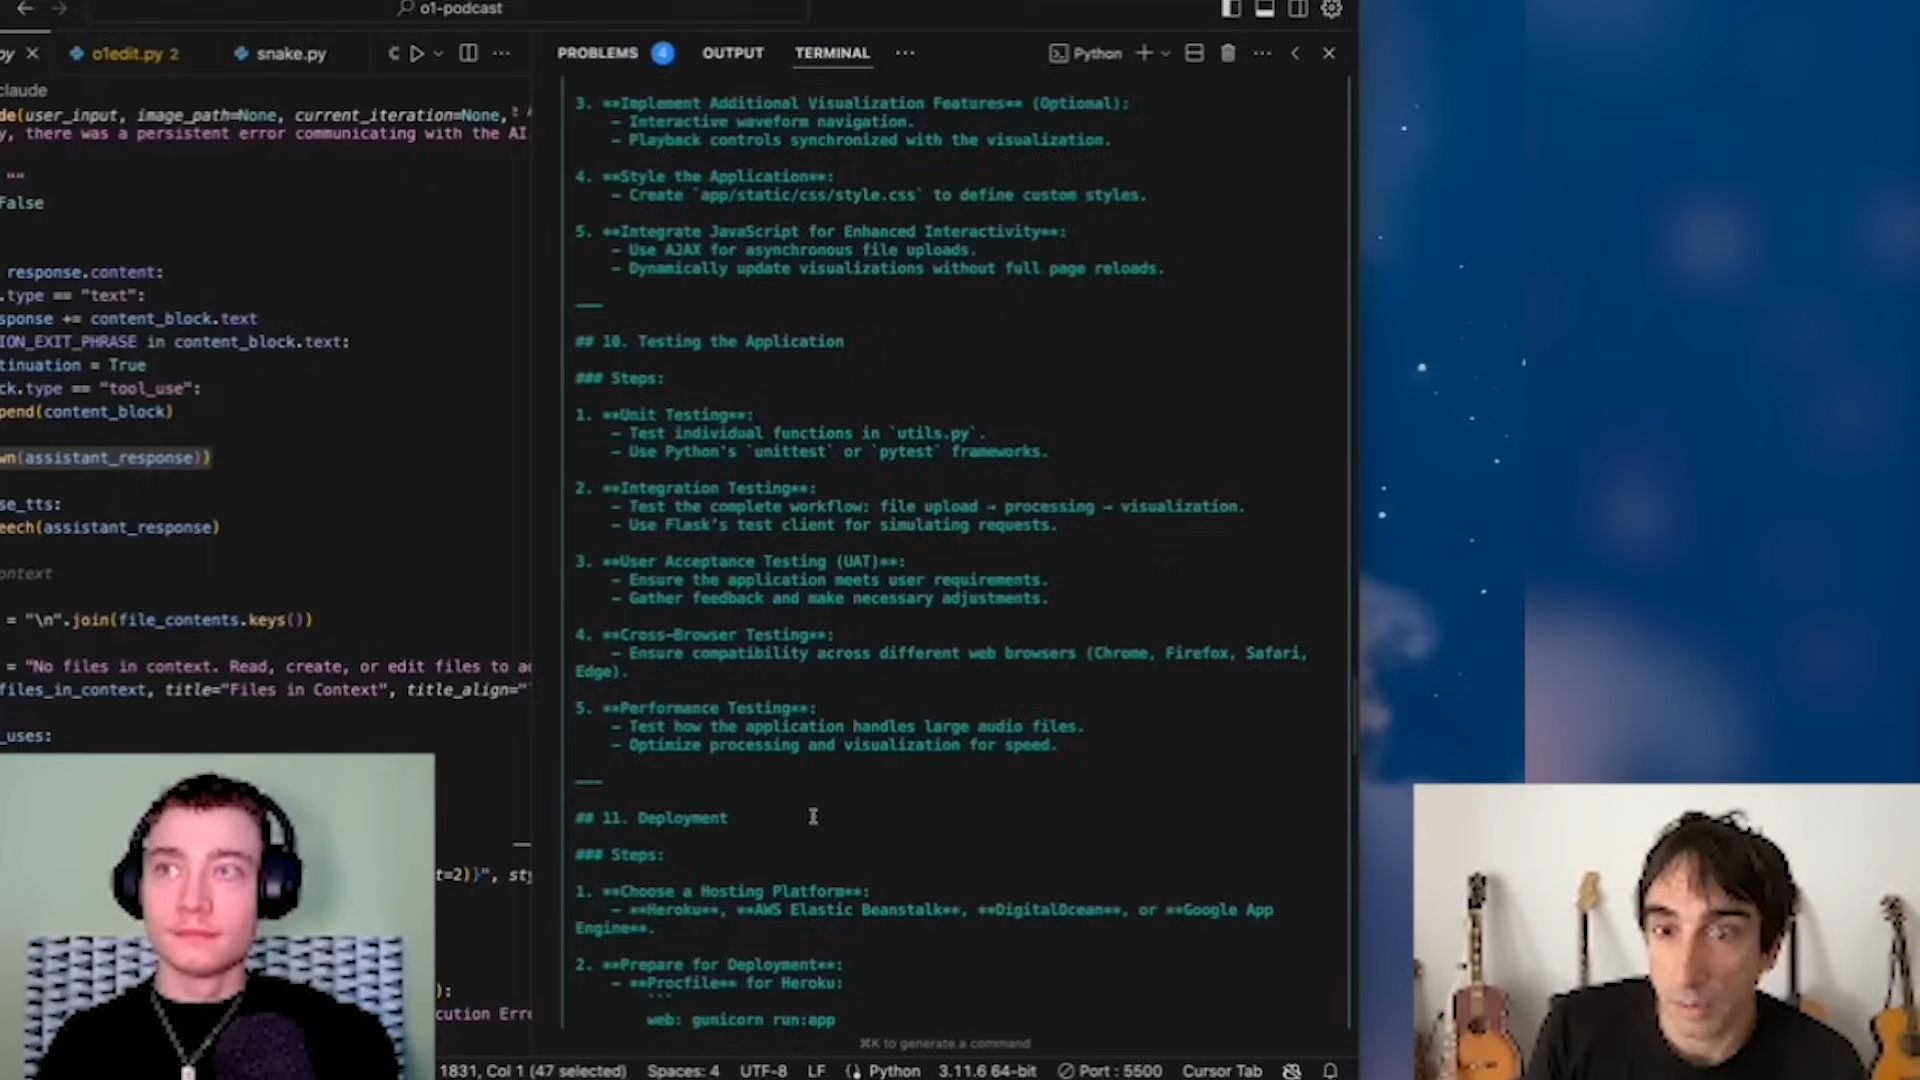 o1-podcast
py
o1edit.py 2
snake.py
PROBLEMS 4 OUTPUT TERMINAL
Python
claude
de(user_input, image_path=None, current_iteration=None,
y, there was a persistent error communicating with the AI.
""
False
response.content:
.type == "text":
sponse += content_block.text
ION_EXIT_PHRASE in content_block.text:
tinuation = True
ck.type == "tool_use":
pend(content_block)
wn(assistant_response))
se_tts:
eech(assistant_response)
ontext
= "\n".join(file_contents.keys())
= "No files in context. Read, create, or edit files to ad
files_in_context, title="Files in Context", title_align="
_uses:
t=2)}", sty
):
cution Erro
3. **Implement Additional Visualization Features** (Optional):
- Interactive waveform navigation.
- Playback controls synchronized with the visualization.
4. **Style the Application**:
- Create `app/static/css/style.css` to define custom styles.
5. **Integrate JavaScript for Enhanced Interactivity**:
- Use AJAX for asynchronous file uploads.
- Dynamically update visualizations without full page reloads.
---
## 10. Testing the Application
### Steps:
1. **Unit Testing**:
- Test individual functions in `utils.py`.
- Use Python's `unittest` or `pytest` frameworks.
2. **Integration Testing**:
- Test the complete workflow: file upload → processing → visualization.
- Use Flask's test client for simulating requests.
3. **User Acceptance Testing (UAT)**:
- Ensure the application meets user requirements.
- Gather feedback and make necessary adjustments.
4. **Cross-Browser Testing**:
- Ensure compatibility across different web browsers (Chrome, Firefox, Safari,
Edge).
5. **Performance Testing**:
- Test how the application handles large audio files.
- Optimize processing and visualization for speed.
---
## 11. Deployment
### Steps:
1. **Choose a Hosting Platform**:
- **Heroku**, **AWS Elastic Beanstalk**, **DigitalOcean**, or **Google App
Engine**.
2. **Prepare for Deployment**:
- **Procfile** for Heroku:
```
web: gunicorn run:app
⌘K to generate a command
1831, Col 1 (47 selected) Spaces: 4 UTF-8 LF Python 3.11.6 64-bit Port : 5500 Cursor Tab